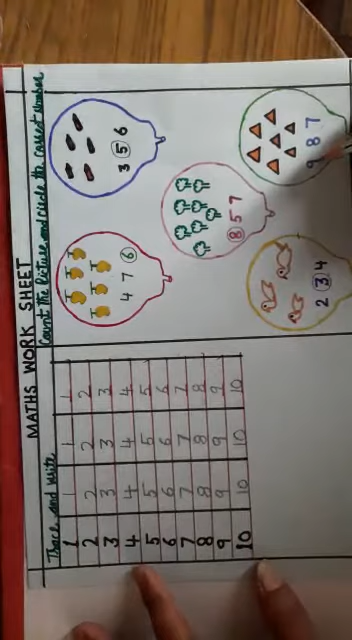 MATHS WORK SHEET
Count the Picture and circle the correct number
3 5 6
9 8 7
8 5 7
4 7 6
2 3 4
Trace and write
1 1 1 1
2 2 2 2
3 3 3 3
4 4 4 4
5 5 5 5
6 6 6 6
7 7 7 7
8 8 8 8
9 9 9 9
10 10 10 10